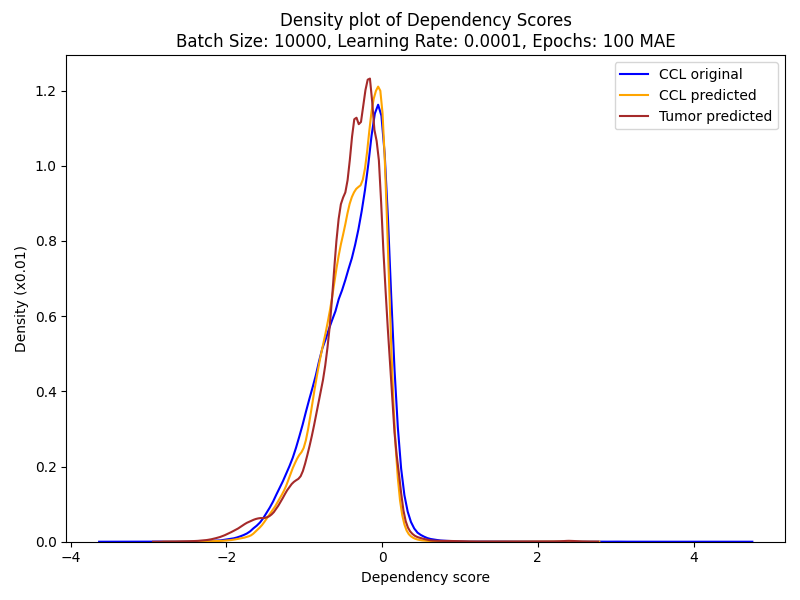 Density plot of Dependency Scores
Batch Size: 10000, Learning Rate: 0.0001, Epochs: 100 MAE
CCL original
CCL predicted
Tumor predicted
Density (x0.01)
1.2
1.0
0.8
0.6
0.4
0.2
0.0
−4
−2
0
2
4
Dependency score